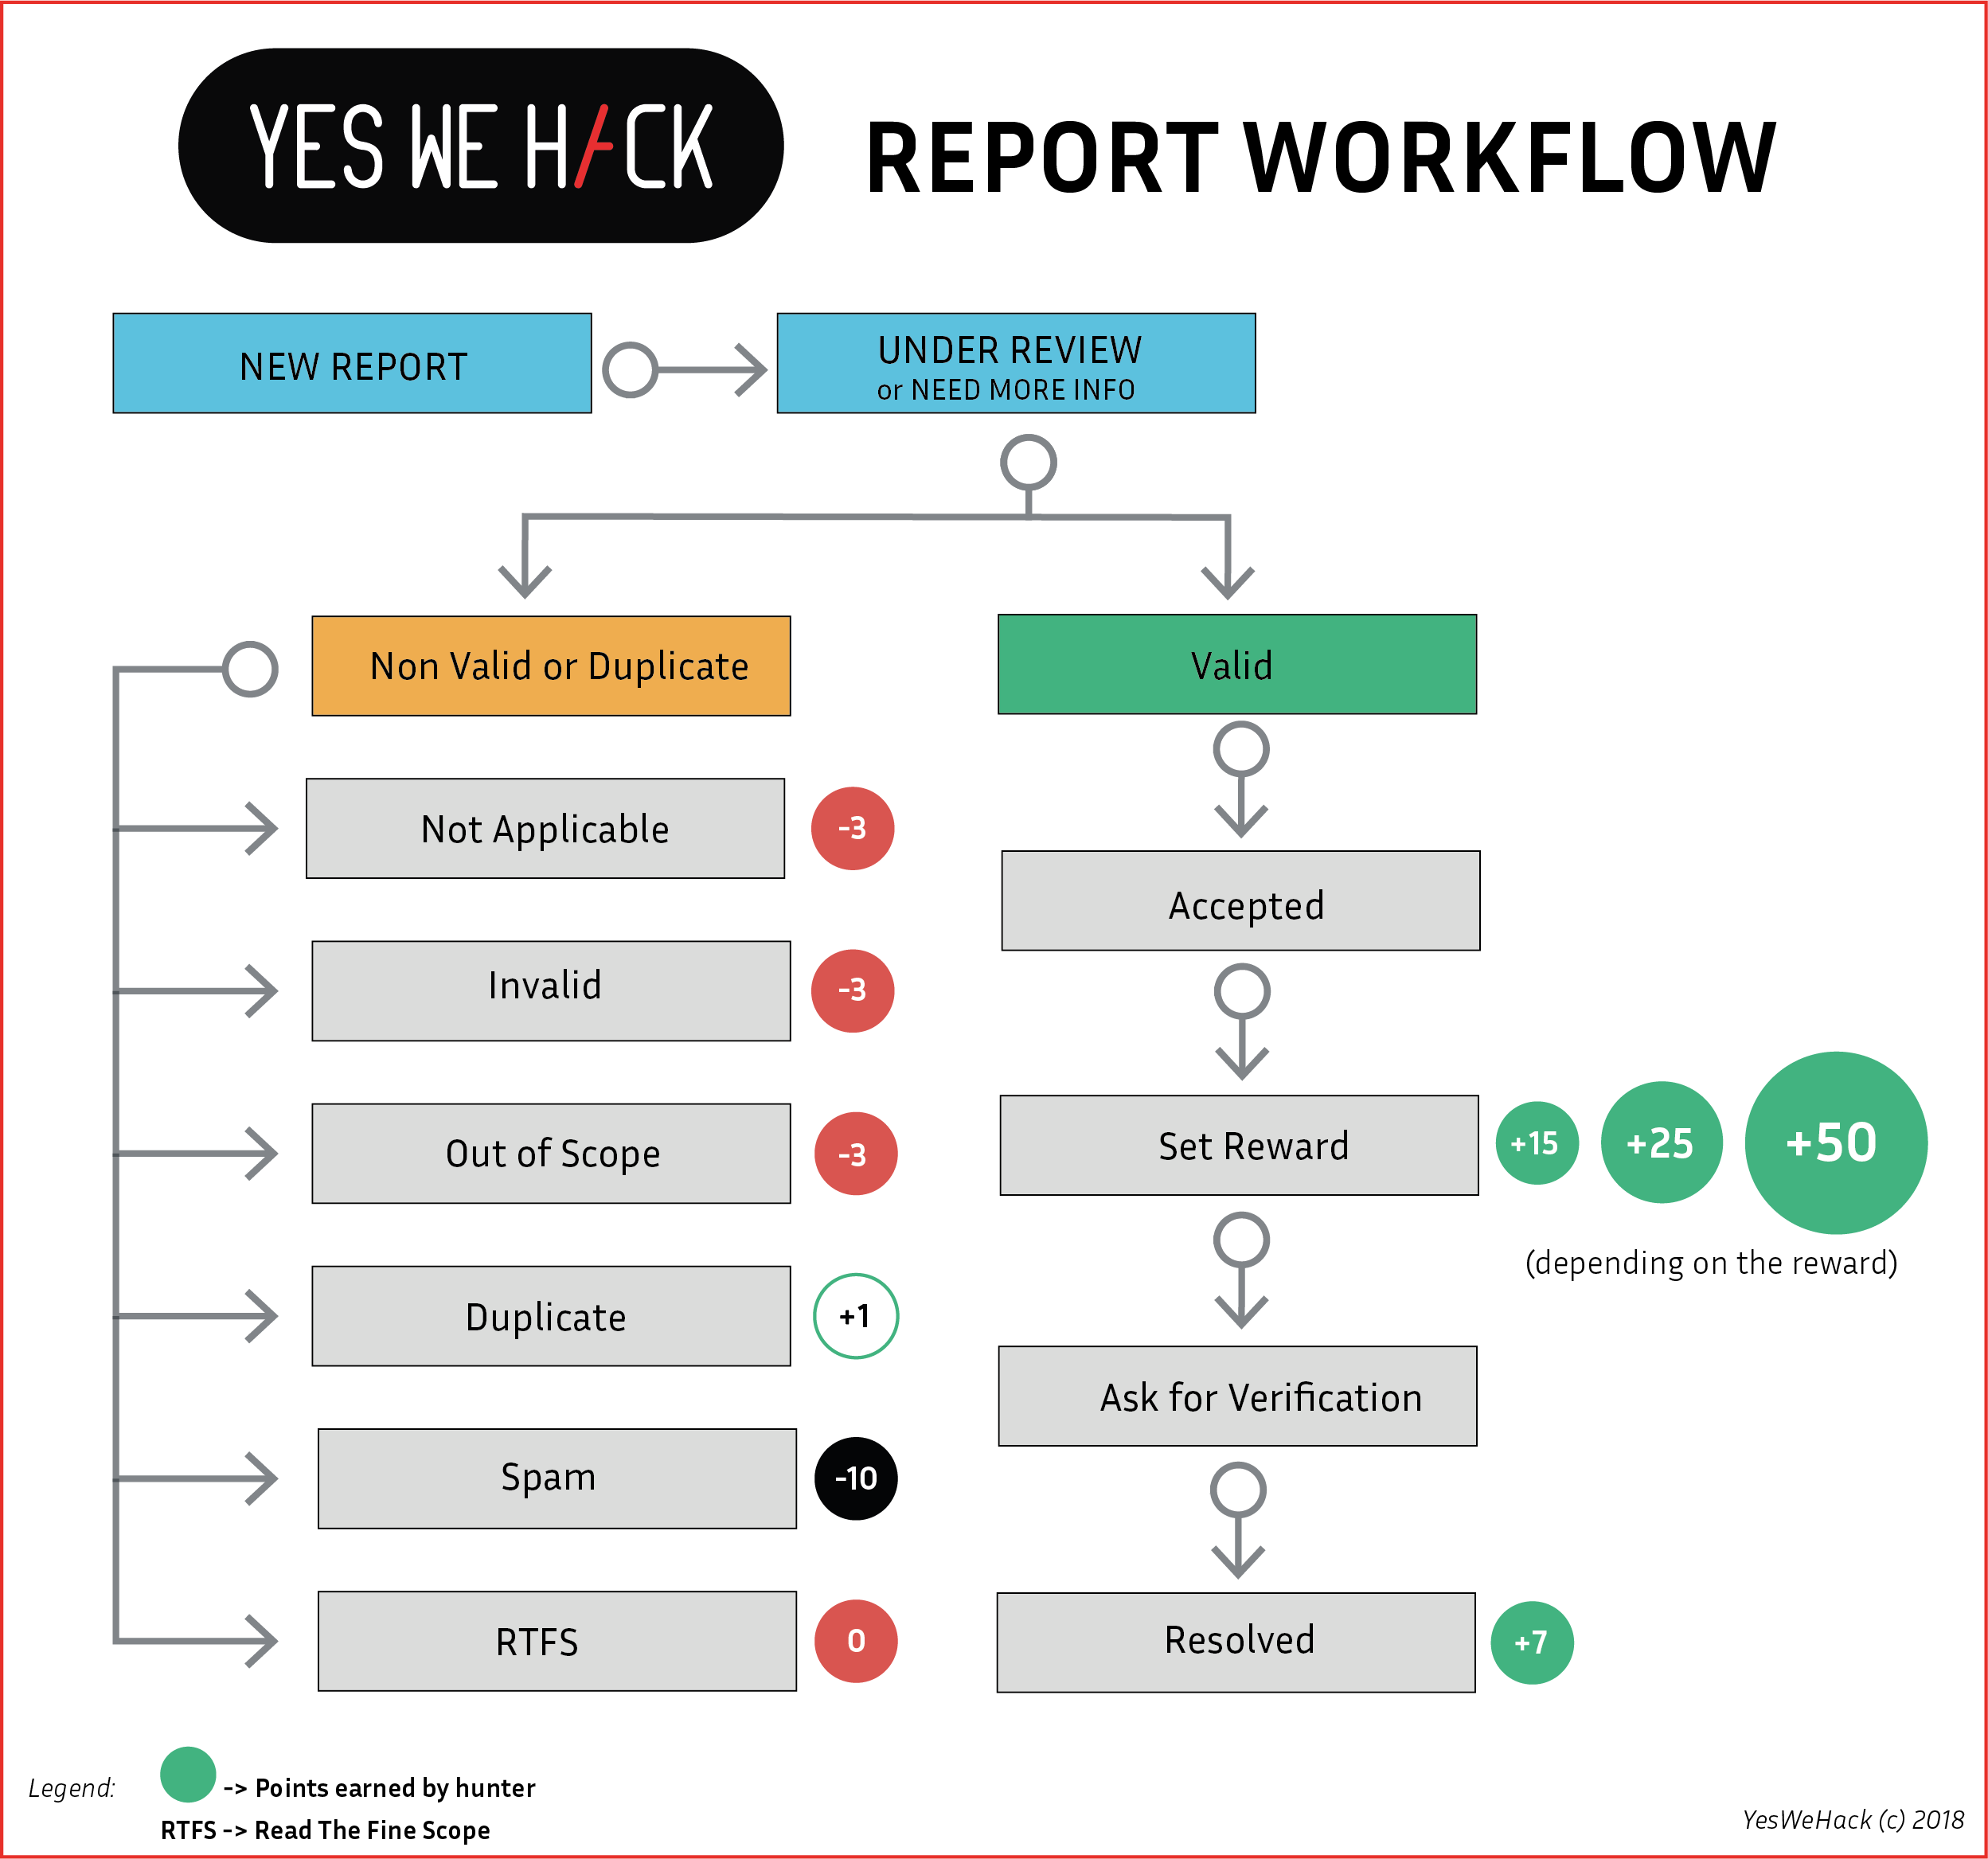 YES WE HACK
REPORT WORKFLOW
NEW REPORT
UNDER REVIEW
or NEED MORE INFO
Non Valid or Duplicate
Valid
Not Applicable
-3
Accepted
Invalid
-3
Out of Scope
-3
Set Reward
+15
+25
+50
(depending on the reward)
Duplicate
+1
Ask for Verification
Spam
-10
RTFS
0
Resolved
+7
Legend:
-> Points earned by hunter
RTFS -> Read The Fine Scope
YesWeHack (c) 2018